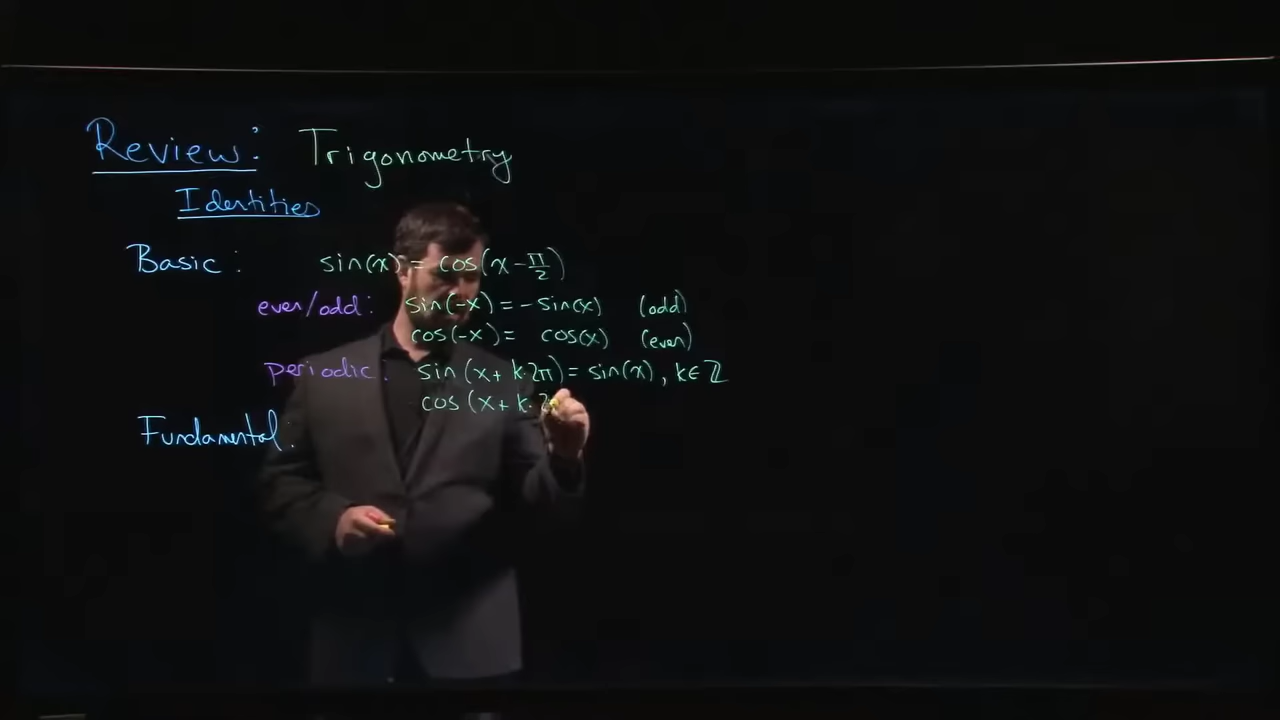 Review: Trigonometry
Identities
Basic: sin(x) = cos(x - π/2)
even/odd: sin(-x) = - sin(x) (odd)
cos(-x) = cos(x) (even)
periodic: sin(x + k·2π) = sin(x), k ∈ ℤ
cos(x + k·2
Fundamental: